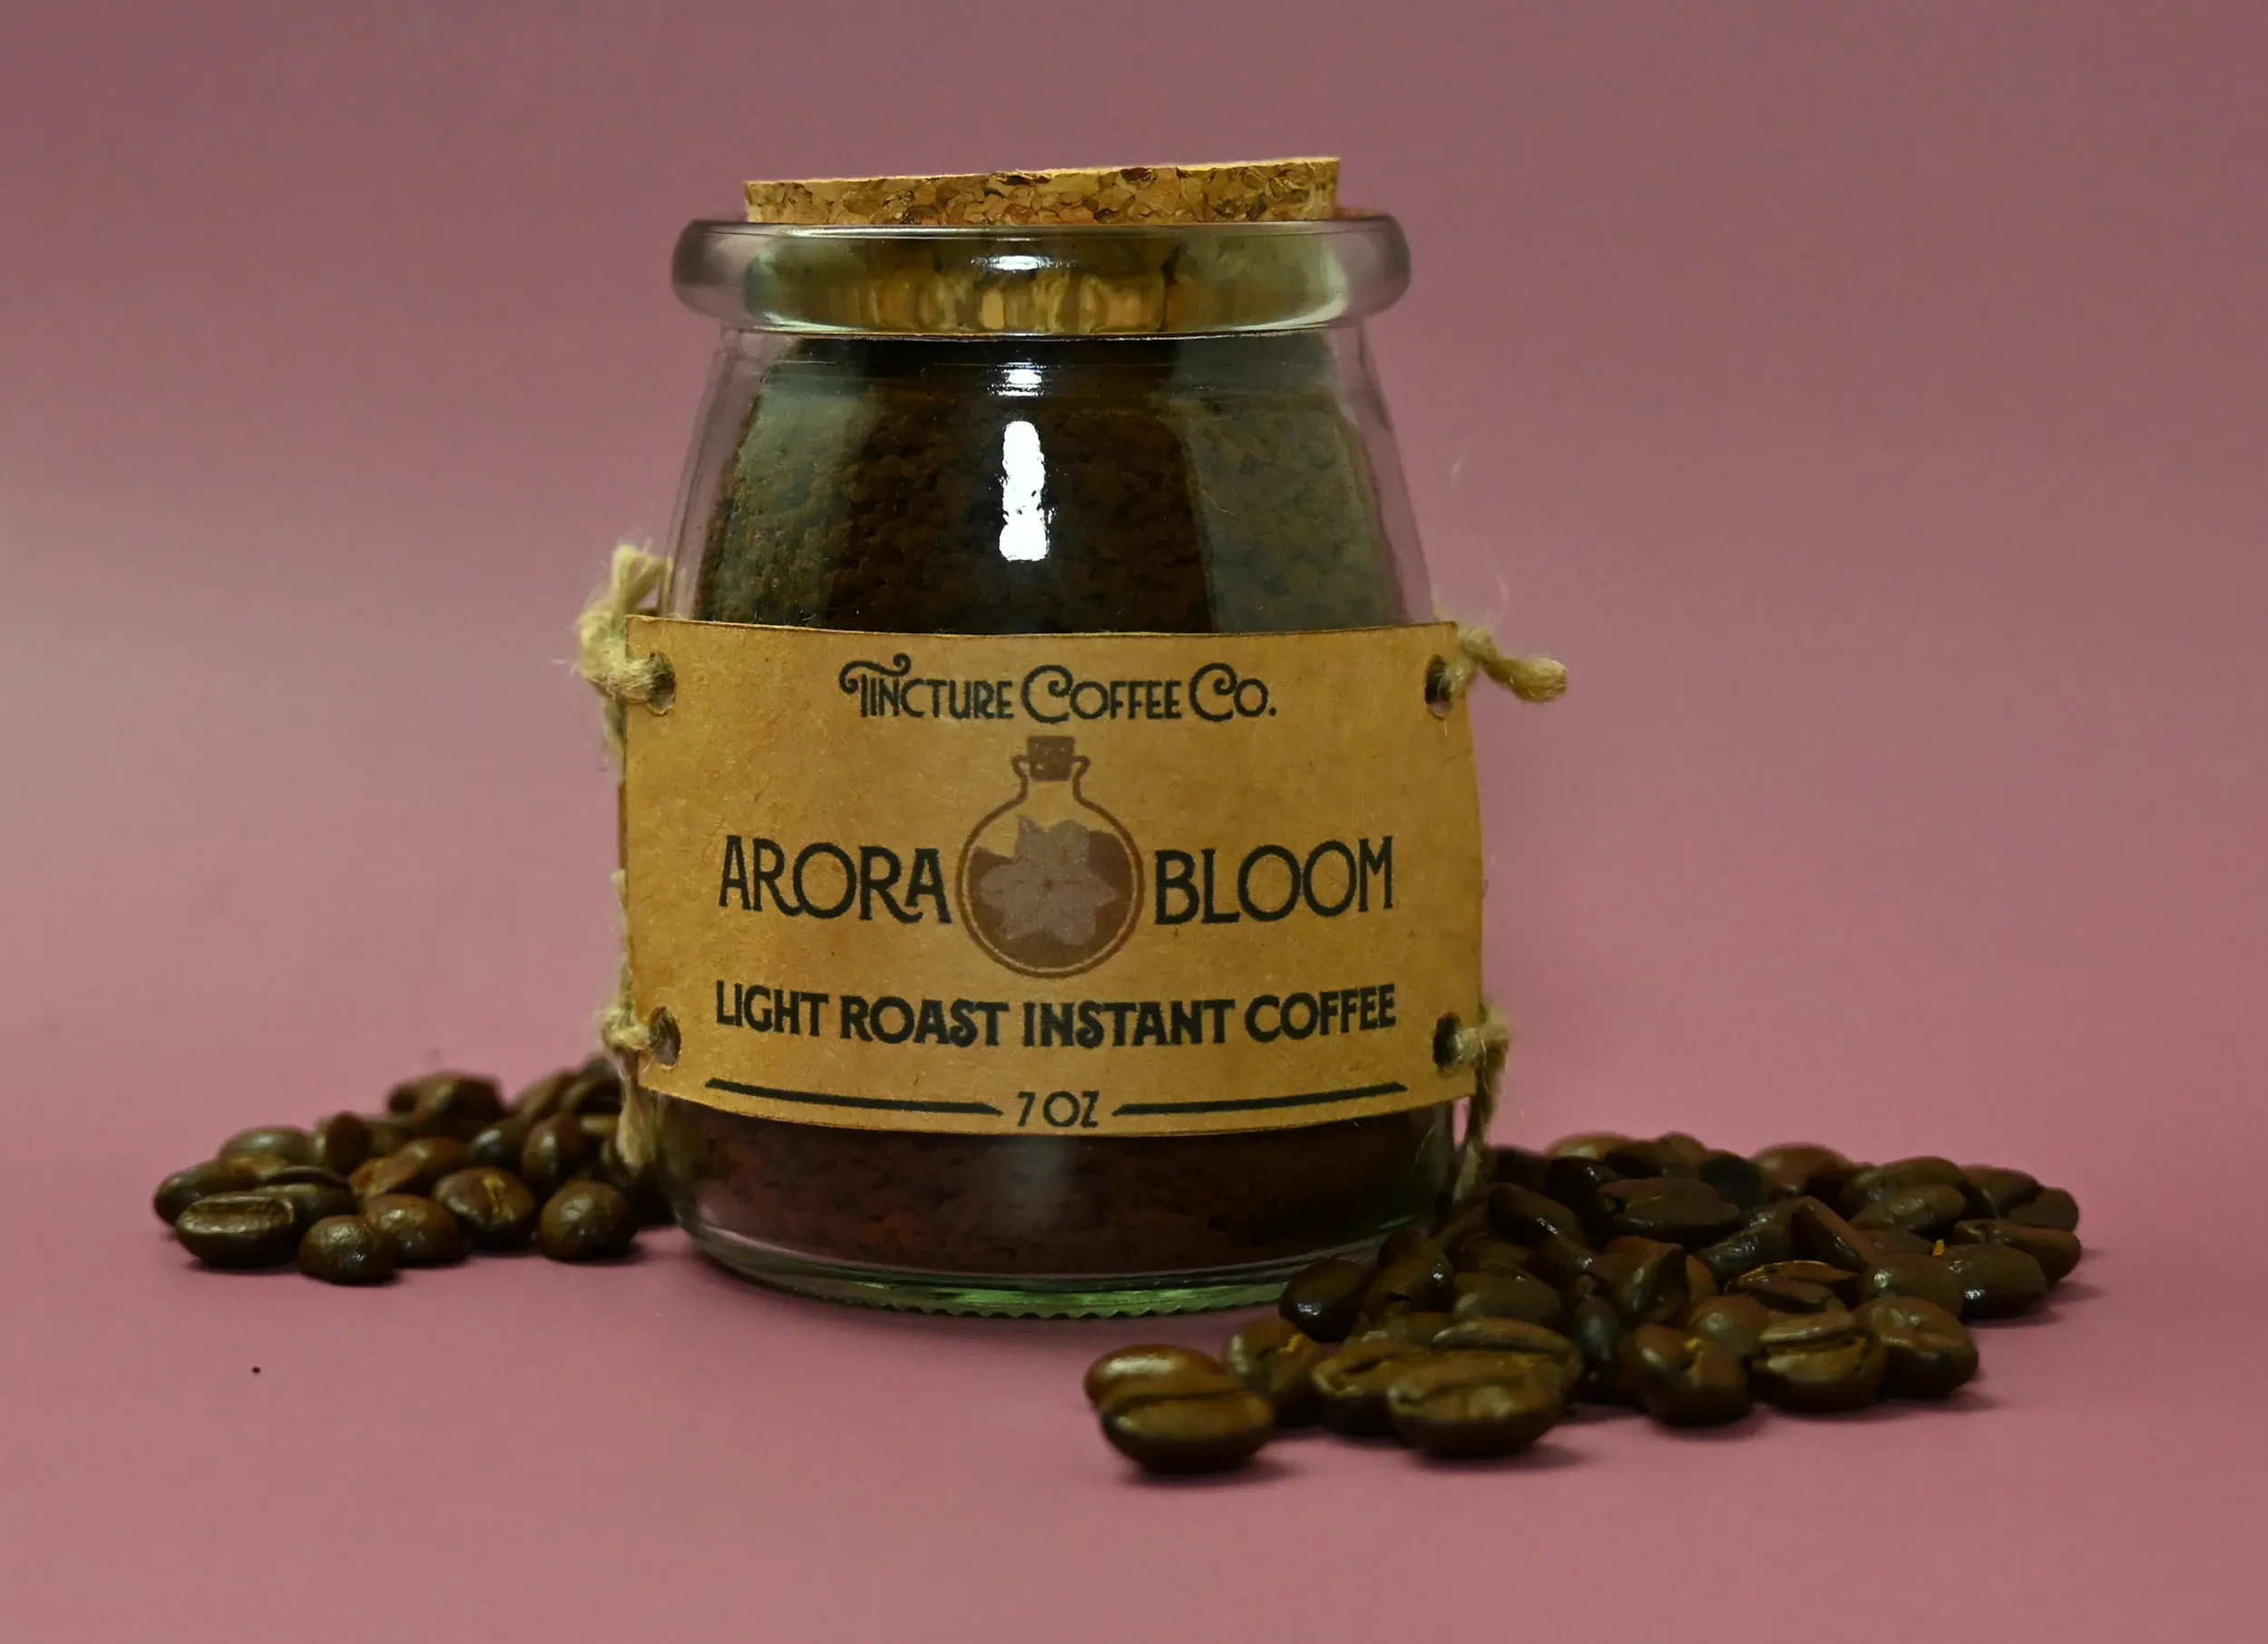 Tincture Coffee Co.
ARORA BLOOM
LIGHT ROAST INSTANT COFFEE
7 OZ